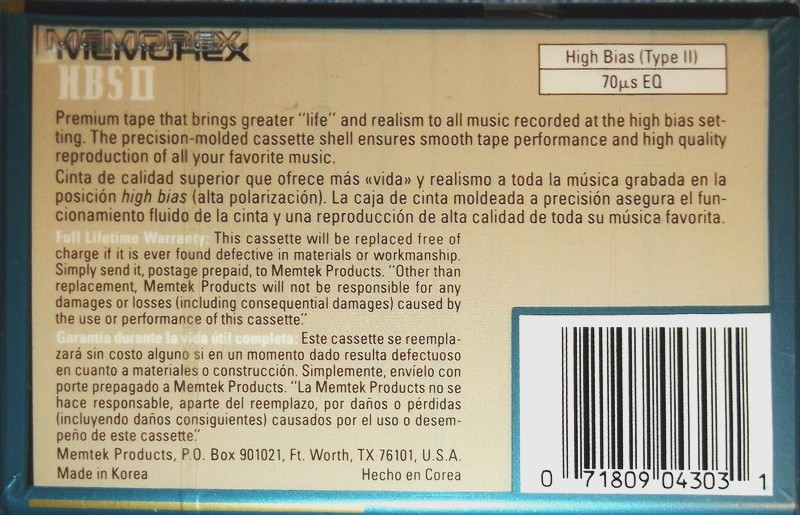 MEMOREX
HBS II
High Bias (Type II)
70µs EQ
Premium tape that brings greater "life" and realism to all music recorded at the high bias set-
ting. The precision-molded cassette shell ensures smooth tape performance and high quality
reproduction of all your favorite music.
Cinta de calidad superior que ofrece más «vida» y realismo a toda la música grabada en la
posición high bias (alta polarización). La caja de cinta moldeada a precisión asegura el fun-
cionamiento fluido de la cinta y una reproducción de alta calidad de toda su música favorita.
Full Lifetime Warranty: This cassette will be replaced free of
charge if it is ever found defective in materials or workmanship.
Simply send it, postage prepaid, to Memtek Products. "Other than
replacement, Memtek Products will not be responsible for any
damages or losses (including consequential damages) caused by
the use or performance of this cassette."
Garantía durante la vida útil completa: Este cassette se reempla-
zará sin costo alguno si en un momento dado resulta defectuoso
en cuanto a materiales o construcción. Simplemente, envíelo con
porte prepagado a Memtek Products. "La Memtek Products no se
hace responsable, aparte del reemplazo, por daños o pérdidas
(incluyendo daños consiguientes) causados por el uso o desem-
peño de este cassette."
Memtek Products, P.O. Box 901021, Ft. Worth, TX 76101, U.S.A.
Made in Korea Hecho en Corea
0 71809 04303 1